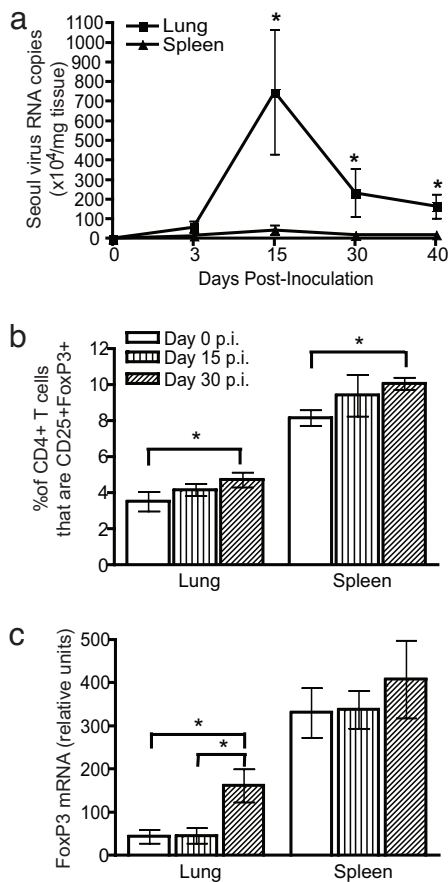 a
Seoul virus RNA copies
(x10⁴/mg tissue)
1100
1000
900
800
700
600
500
400
300
200
100
0
Lung
Spleen
*
*
*
0
3
15
30
40
Days Post-Inoculation
b
%of CD4+ T cells
that are CD25+FoxP3+
12
10
8
6
4
2
0
Day 0 p.i.
Day 15 p.i.
Day 30 p.i.
*
*
Lung
Spleen
c
FoxP3 mRNA (relative units)
500
400
300
200
100
0
*
*
Lung
Spleen